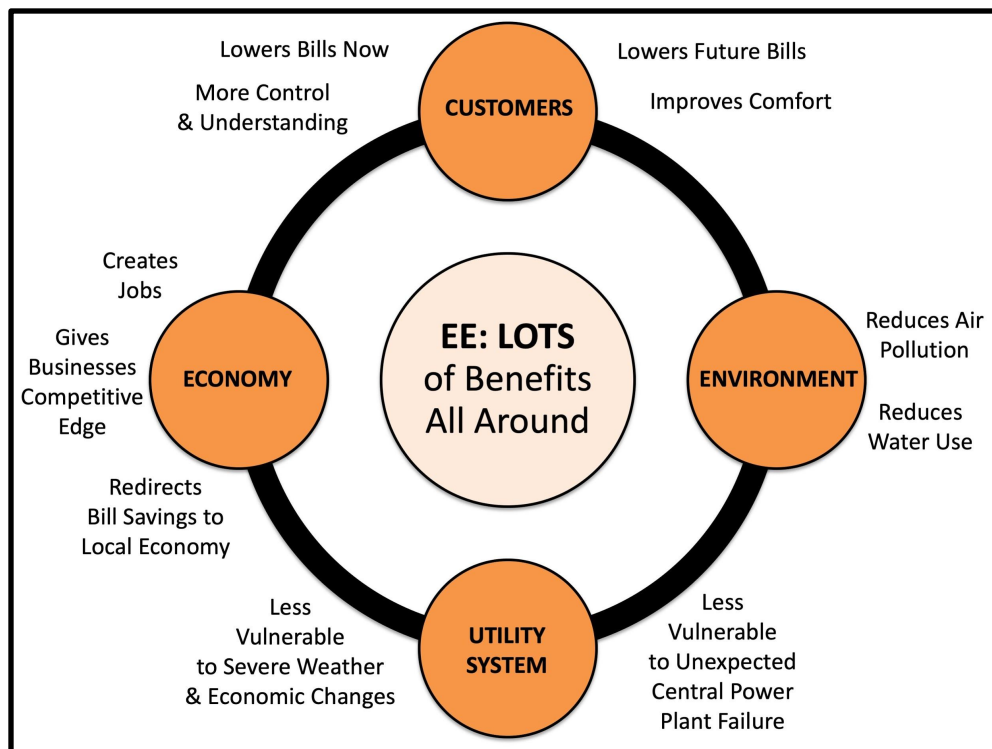 Lowers Bills Now
More Control
& Understanding
CUSTOMERS
Lowers Future Bills
Improves Comfort
Creates
Jobs
Gives
Businesses
Competitive
Edge
Redirects
Bill Savings to
Local Economy
ECONOMY
EE: LOTS
of Benefits
All Around
ENVIRONMENT
Reduces Air
Pollution
Reduces
Water Use
Less
Vulnerable
to Severe Weather
& Economic Changes
UTILITY
SYSTEM
Less
Vulnerable
to Unexpected
Central Power
Plant Failure